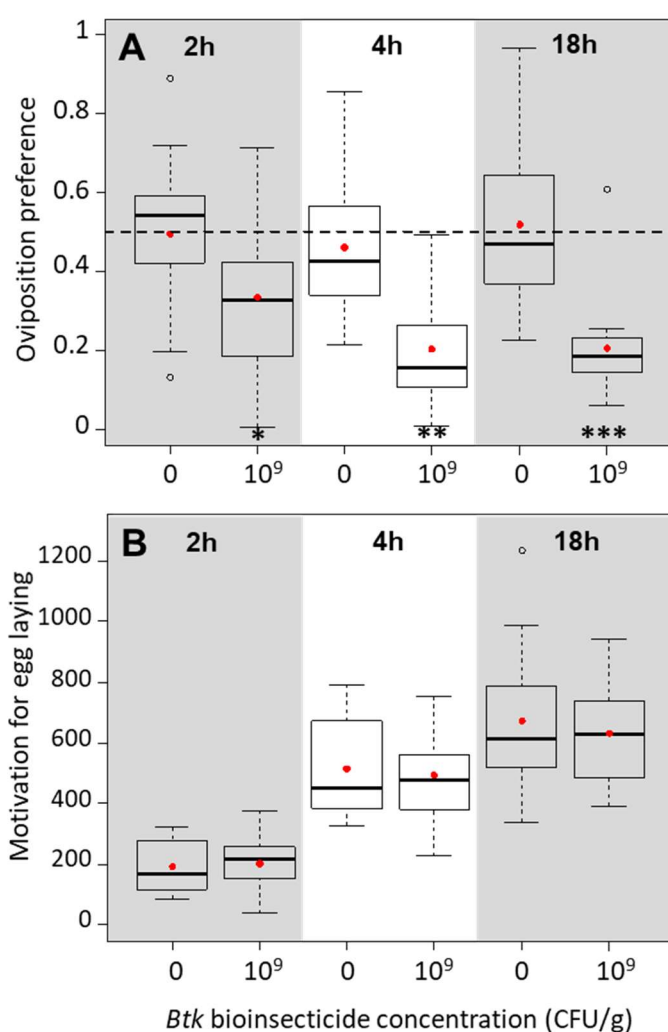 A 2h 4h 18h
1
0.8
0.6
0.4
0.2
0
Oviposition preference
* ** ***
0 10⁹ 0 10⁹ 0 10⁹
B 2h 4h 18h
1200
1000
800
600
400
200
0
Motivation for egg laying
0 10⁹ 0 10⁹ 0 10⁹
Btk bioinsecticide concentration (CFU/g)